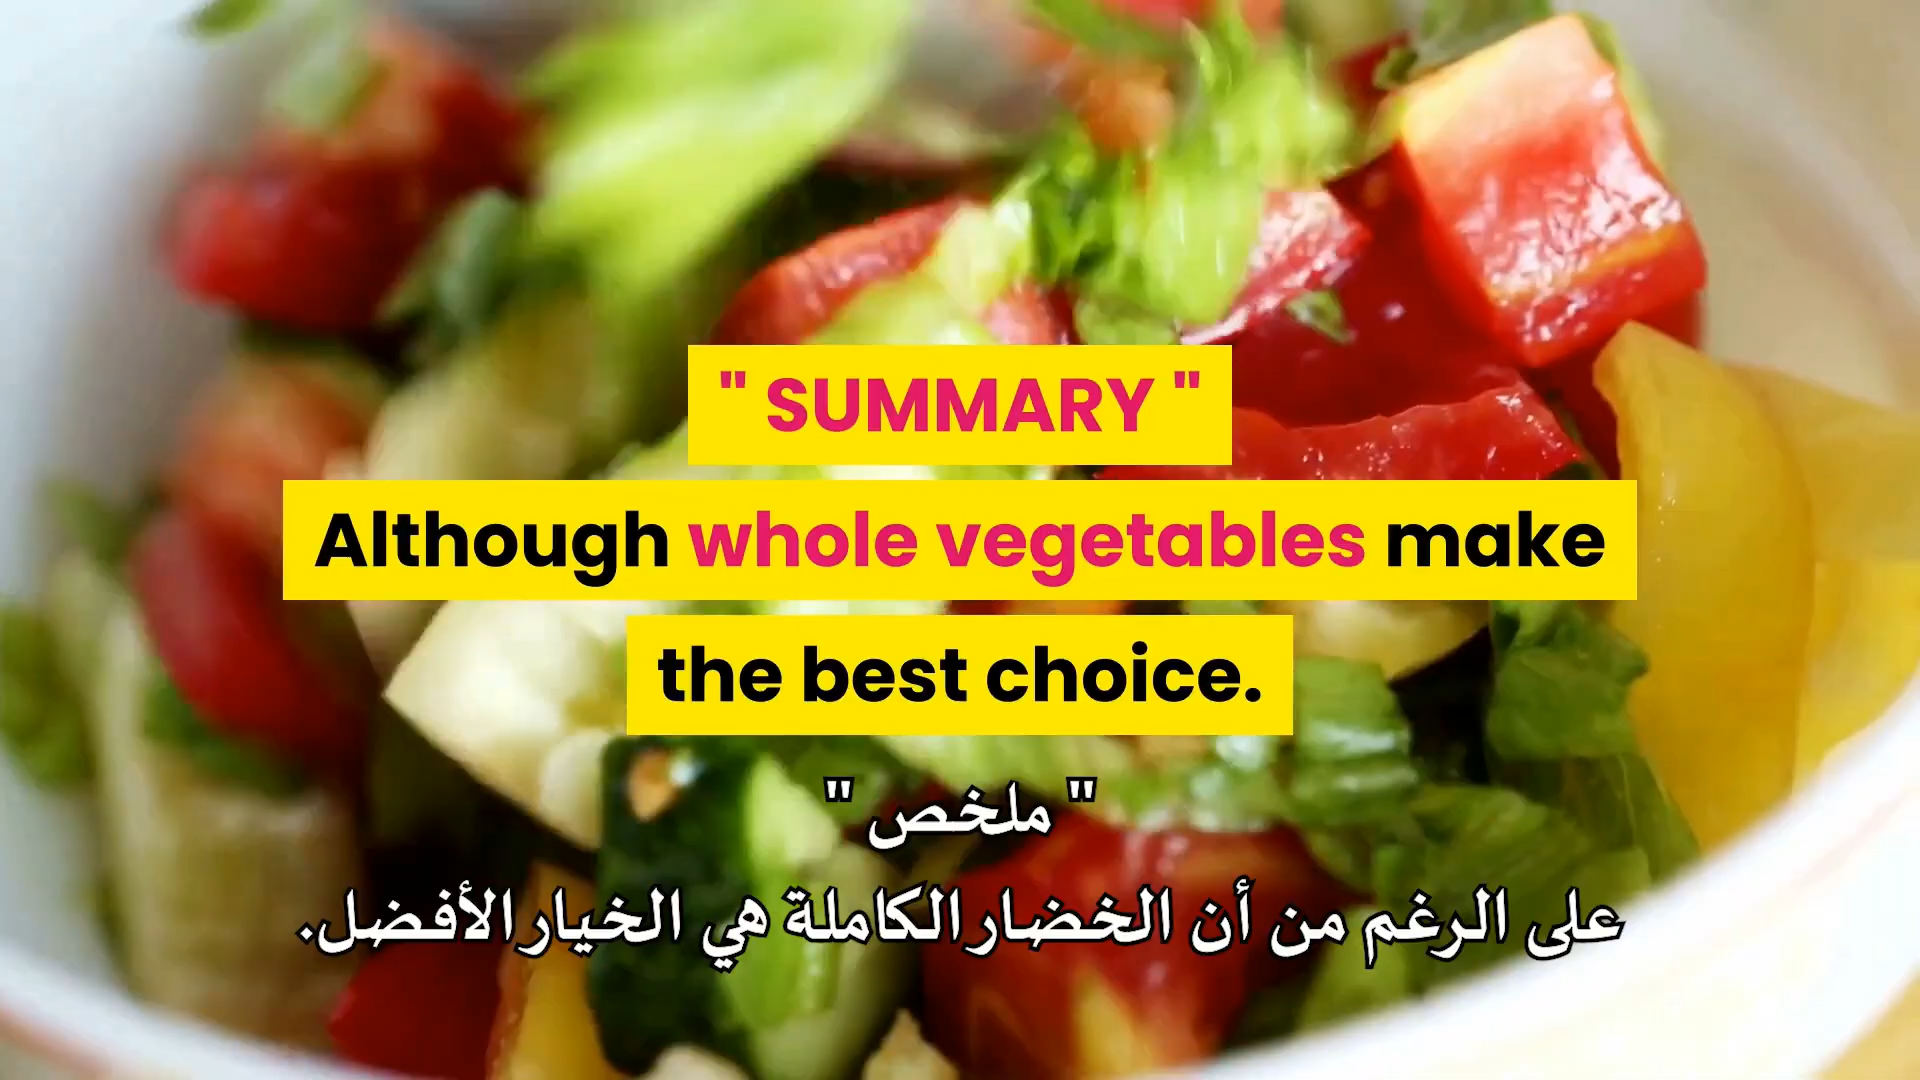 " SUMMARY "
Although whole vegetables make
the best choice.
" ملخص "
على الرغم من أن الخضار الكاملة هي الخيار الأفضل.